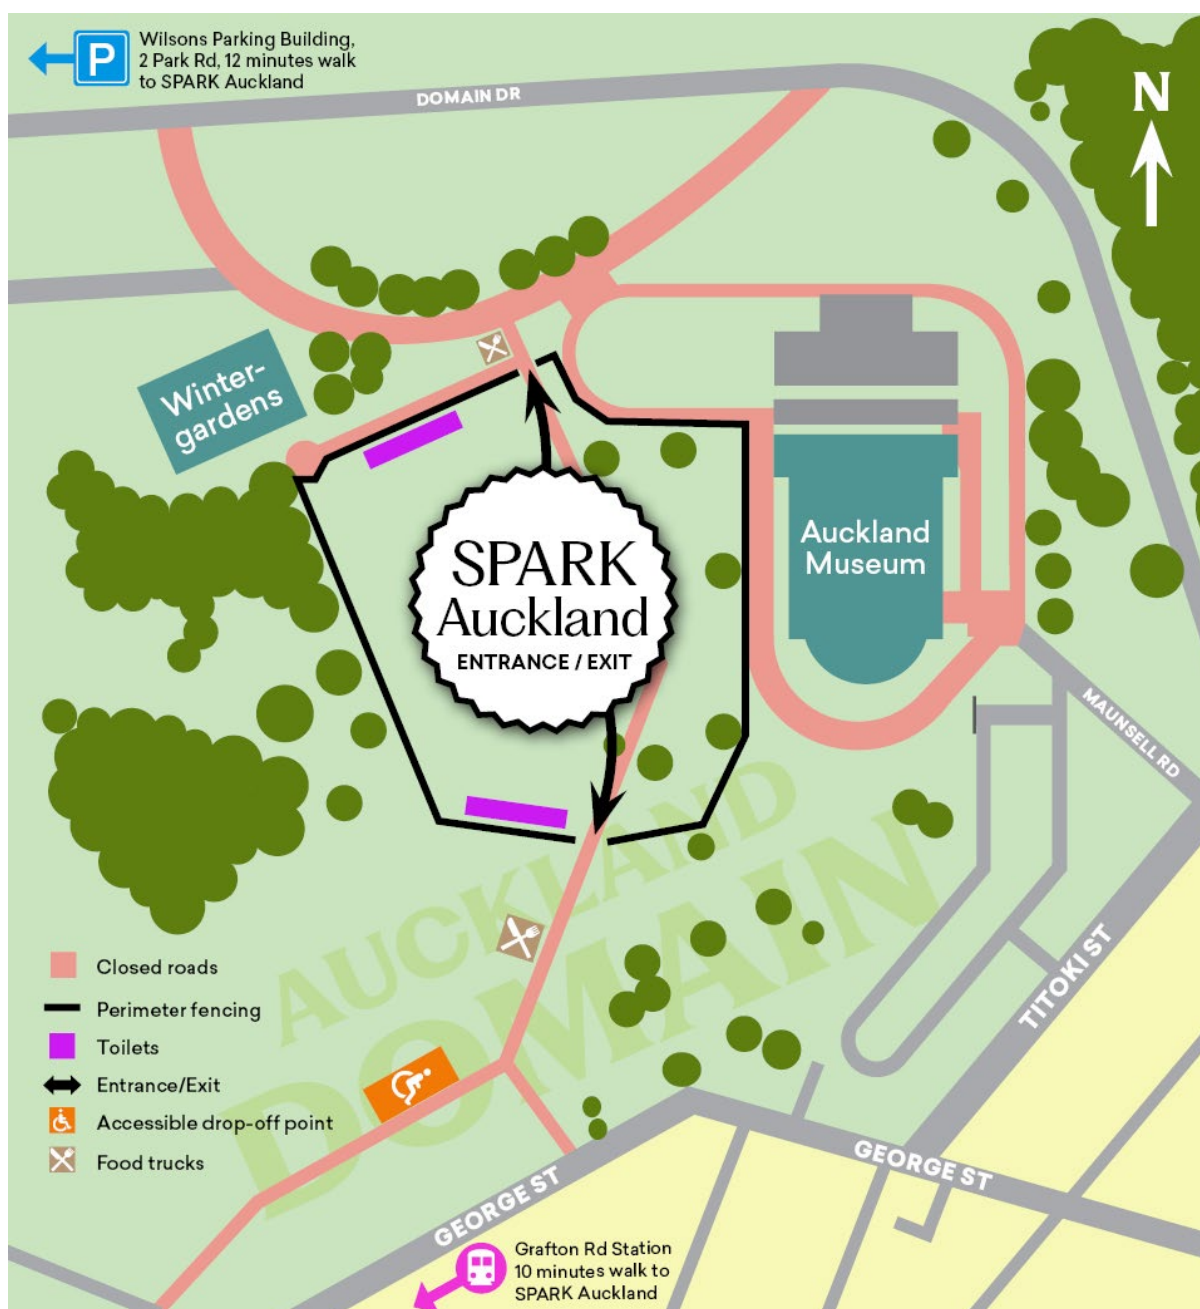 P
Wilsons Parking Building,
2 Park Rd, 12 minutes walk
to SPARK Auckland
DOMAIN DR
N
Winter-
gardens
SPARK
Auckland
ENTRANCE / EXIT
Auckland
Museum
MAUNSELL RD
AUCKLAND
DOMAIN
TITOKI ST
Closed roads
Perimeter fencing
Toilets
Entrance/Exit
Accessible drop-off point
Food trucks
GEORGE ST
GEORGE ST
Grafton Rd Station
10 minutes walk to
SPARK Auckland